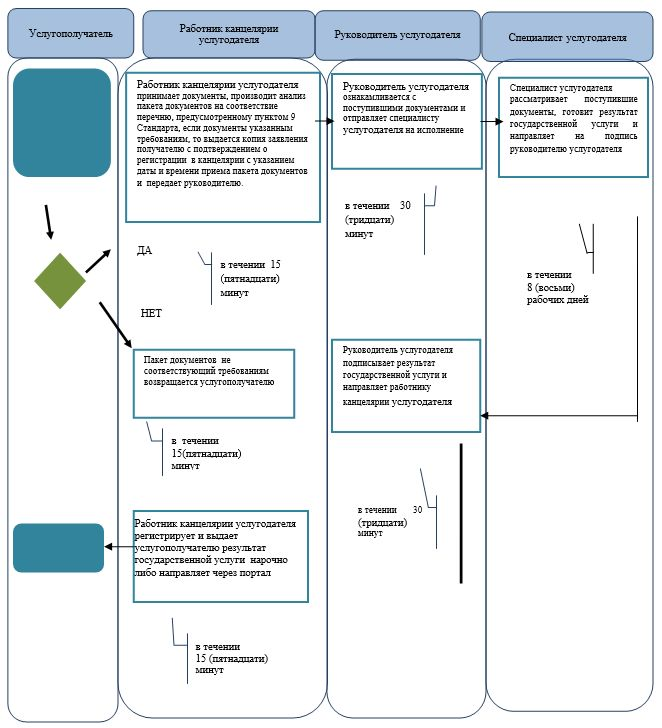 Услугополучатель
Работник канцелярии
услугодателя
Руководитель услугодателя
Специалист услугодателя
Работник канцелярии услугодателя
принимает документы, производит анализ
пакета документов на соответствие
перечню, предусмотренному пунктом 9
Стандарта, если документы указанным
требованиям, то выдается копия заявления
получателю с подтверждением о
регистрации в канцелярии с указанием
даты и времени приема пакета документов
и передает руководителю.
Руководитель услугодателя
ознакамливается с
поступившими документами и
отправляет специалисту
услугодателя на исполнение
Специалист услугодателя
рассматривает поступившие
документы, готовит результат
государственной услуги и
направляет на подпись
руководителю услугодателя
в течении 30
(тридцати)
минут
ДА
в течении 15
(пятнадцати)
минут
в течении
8 (восьми)
рабочих дней
НЕТ
Пакет документов не
соответствующий требованиям
возвращается услугополучателю
Руководитель услугодателя
подписывает результат
государственной услуги и
направляет работнику
канцелярии услугодателя
в течении
15(пятнадцати)
минут
в течении 30
(тридцати)
минут
Работник канцелярии услугодателя
регистрирует и выдает
услугополучателю результат
государственной услуги нарочно
либо направляет через портал
в течении
15 (пятнадцати)
минут